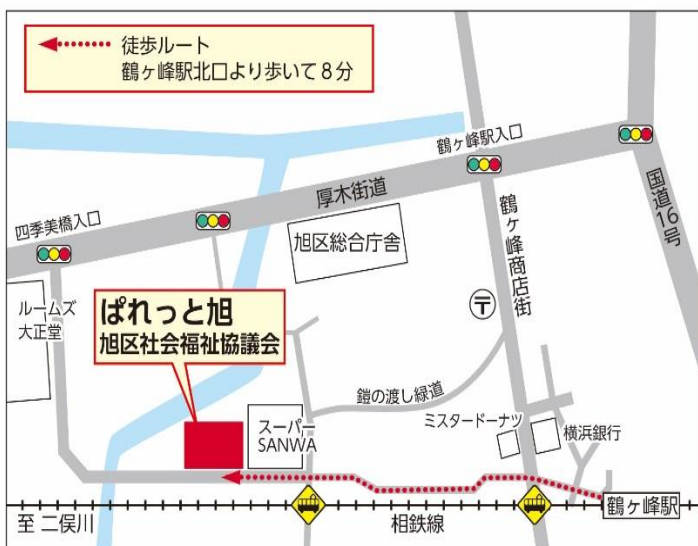 徒歩ルート
鶴ヶ峰駅北口より歩いて8分
鶴ヶ峰駅入口
厚木街道
国道16号
四季美橋入口
旭区総合庁舎
鶴ヶ峰商店街
ルームズ
大正堂
ぱれっと旭
旭区社会福祉協議会
〒
鎧の渡し緑道
ミスタードーナツ
横浜銀行
スーパー
SANWA
鶴ヶ峰駅
至 二俣川
相鉄線